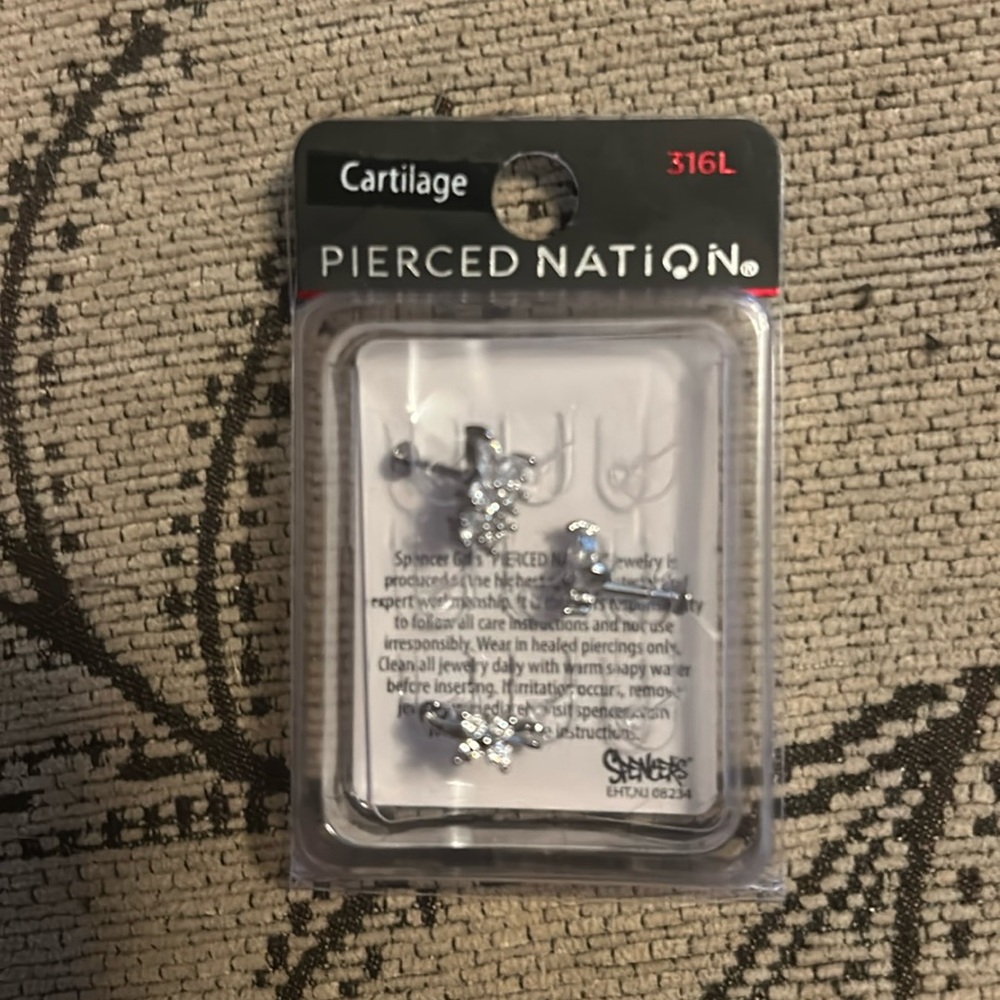 Cartilage
316L
PIERCED NATION®
Spencer "PIERCED jewelry is
produced the highest
expert workmanship.
to follow all care instructions and not use
irresponsibly. Wear in healed piercings only.
Clean all jewelry daily with warm soapy water
before inserting. If irritation occurs, remove
visit
instructions.
SPENCERS
EHT, NJ 08234